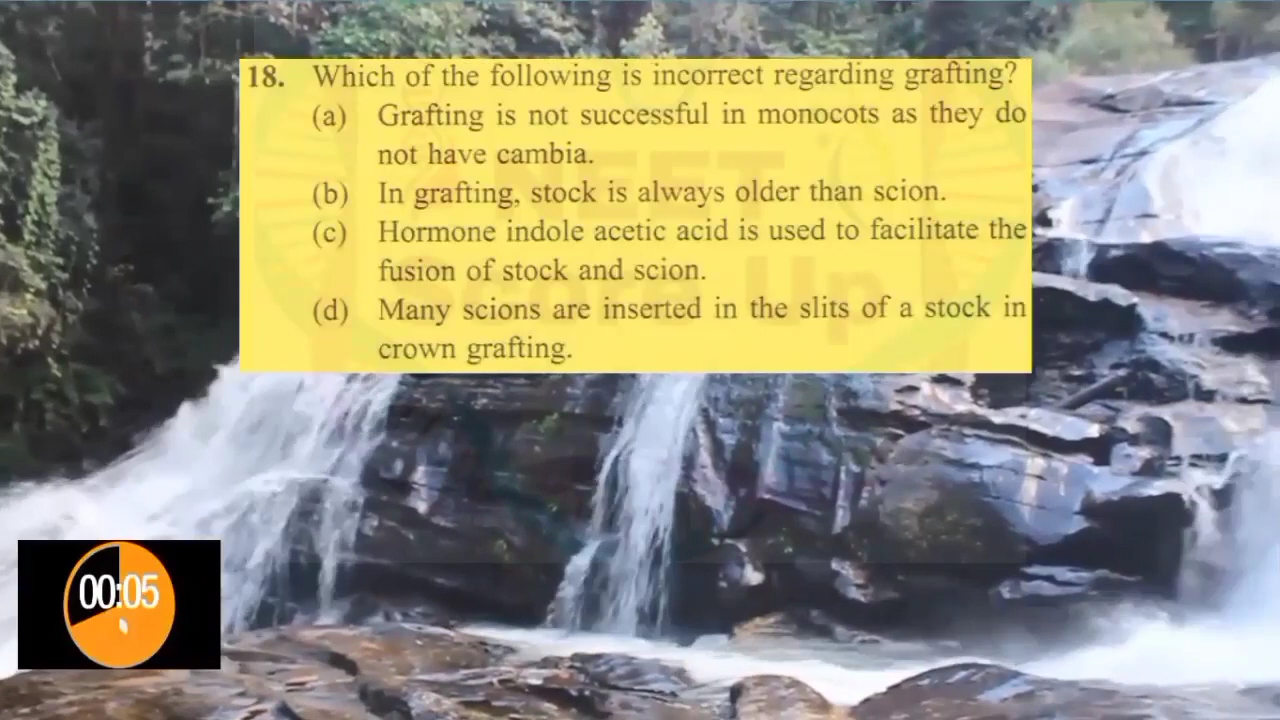 18. Which of the following is incorrect regarding grafting?
(a) Grafting is not successful in monocots as they do
not have cambia.
(b) In grafting, stock is always older than scion.
(c) Hormone indole acetic acid is used to facilitate the
fusion of stock and scion.
(d) Many scions are inserted in the slits of a stock in
crown grafting.
NEET
Score Up
00:05